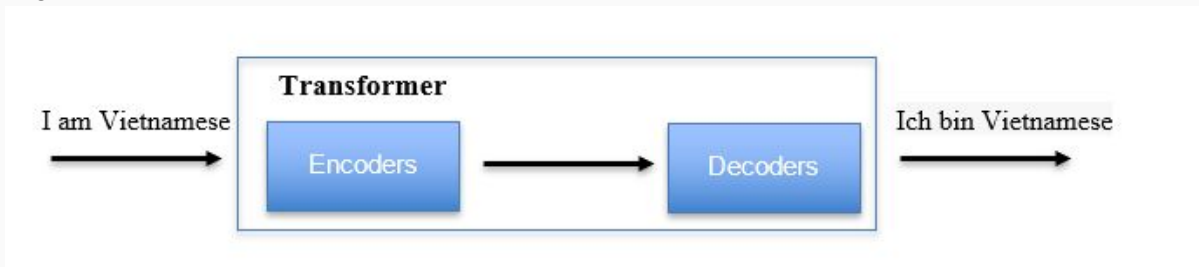 Transformer
I am Vietnamese
Encoders
Decoders
Ich bin Vietnamese